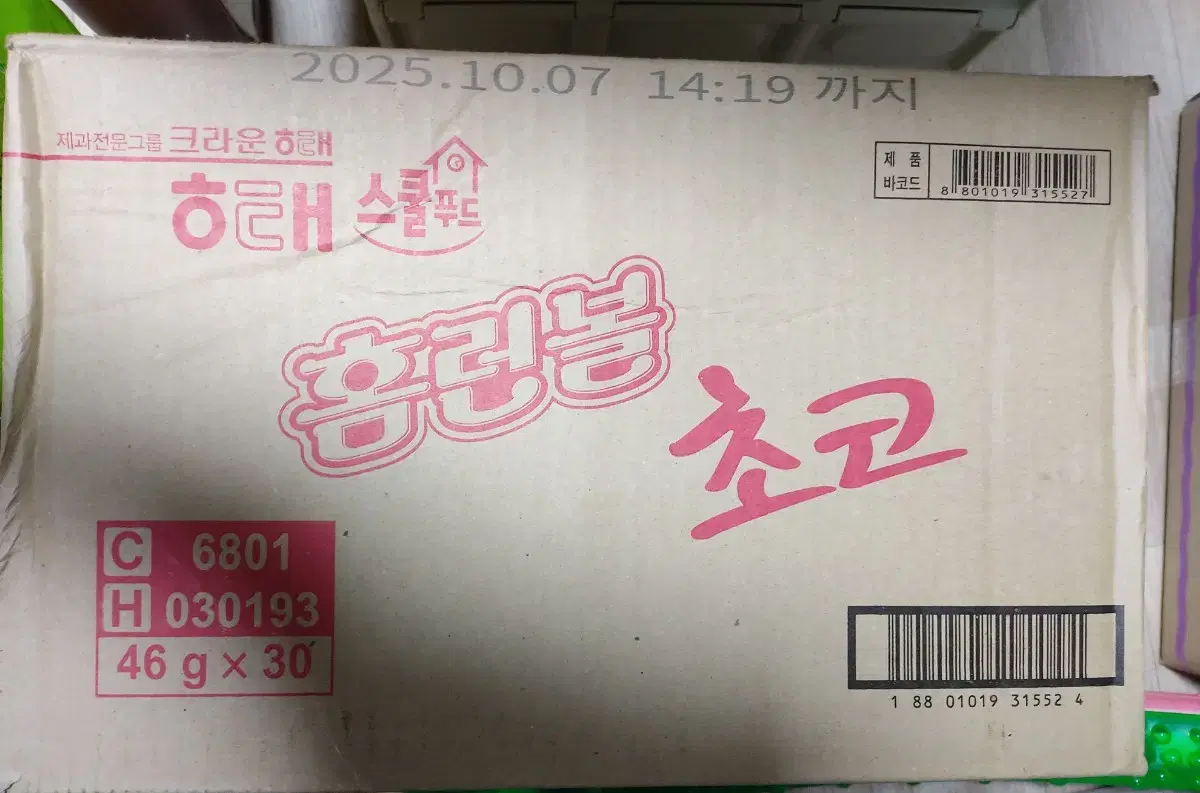 2025.10.07 14:19 까지
제과전문그룹 크라운 해태
해태 스쿨푸드
제품
바코드
8 801019 315527
홈런볼
초코
C 6801
H 030193
46 g × 30
1 88 01019 31552 4